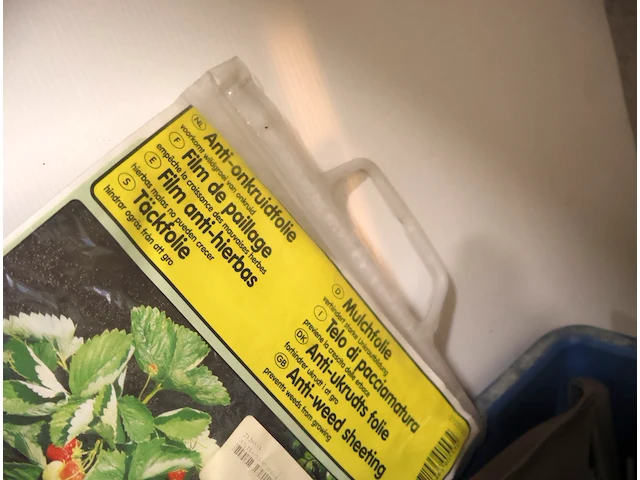 NL Anti-onkruidfolie
voorkomt wildgroei van onkruid
F Film de paillage
empêche la croissance des mauvaises herbes
E Film anti-hierbas
hierbas malas no pueden crecer
S Täckfolie
hindrar ogräs från att gro
D Mulchfolie
verhindert starke
I Telo di pacciamatura
previene la crescita delle erbacce
DK Anti-ukrudts folie
forhindrer ukrudt i at gro
GB Anti-weed sheeting
prevents weeds from growing